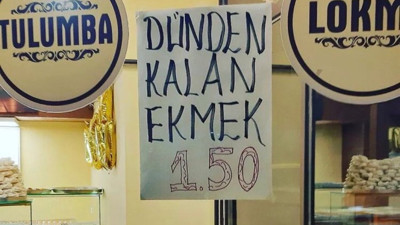 TULUMBA
DÜNDEN
KALAN
EKMEK
1.50
LOKM